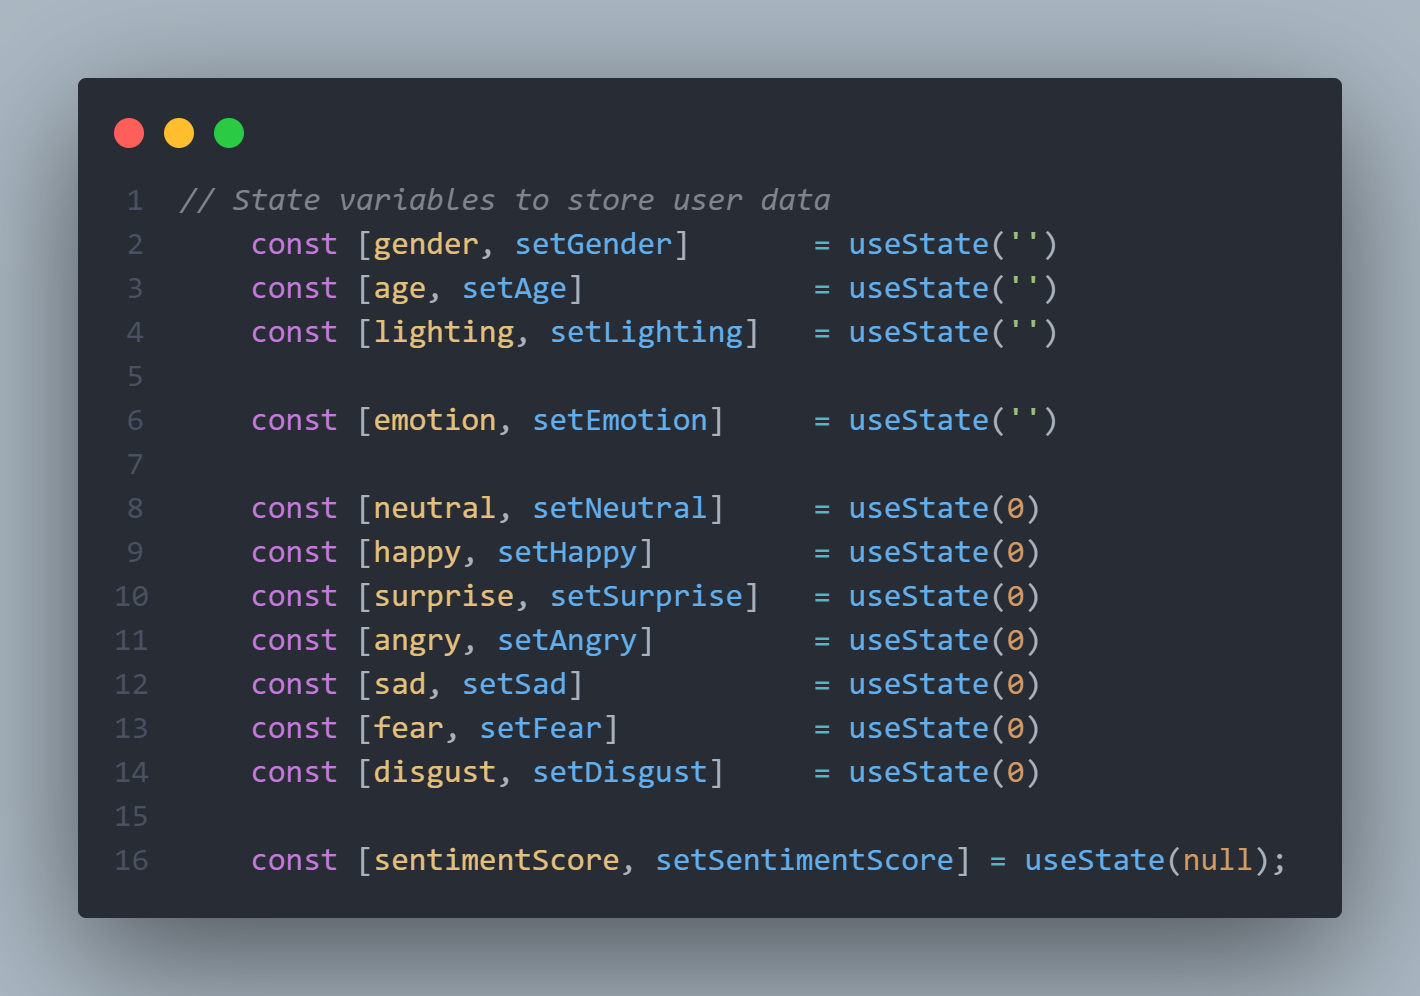 1 // State variables to store user data
2 const [gender, setGender] = useState('')
3 const [age, setAge] = useState('')
4 const [lighting, setLighting] = useState('')
5
6 const [emotion, setEmotion] = useState('')
7
8 const [neutral, setNeutral] = useState(0)
9 const [happy, setHappy] = useState(0)
10 const [surprise, setSurprise] = useState(0)
11 const [angry, setAngry] = useState(0)
12 const [sad, setSad] = useState(0)
13 const [fear, setFear] = useState(0)
14 const [disgust, setDisgust] = useState(0)
15
16 const [sentimentScore, setSentimentScore] = useState(null);